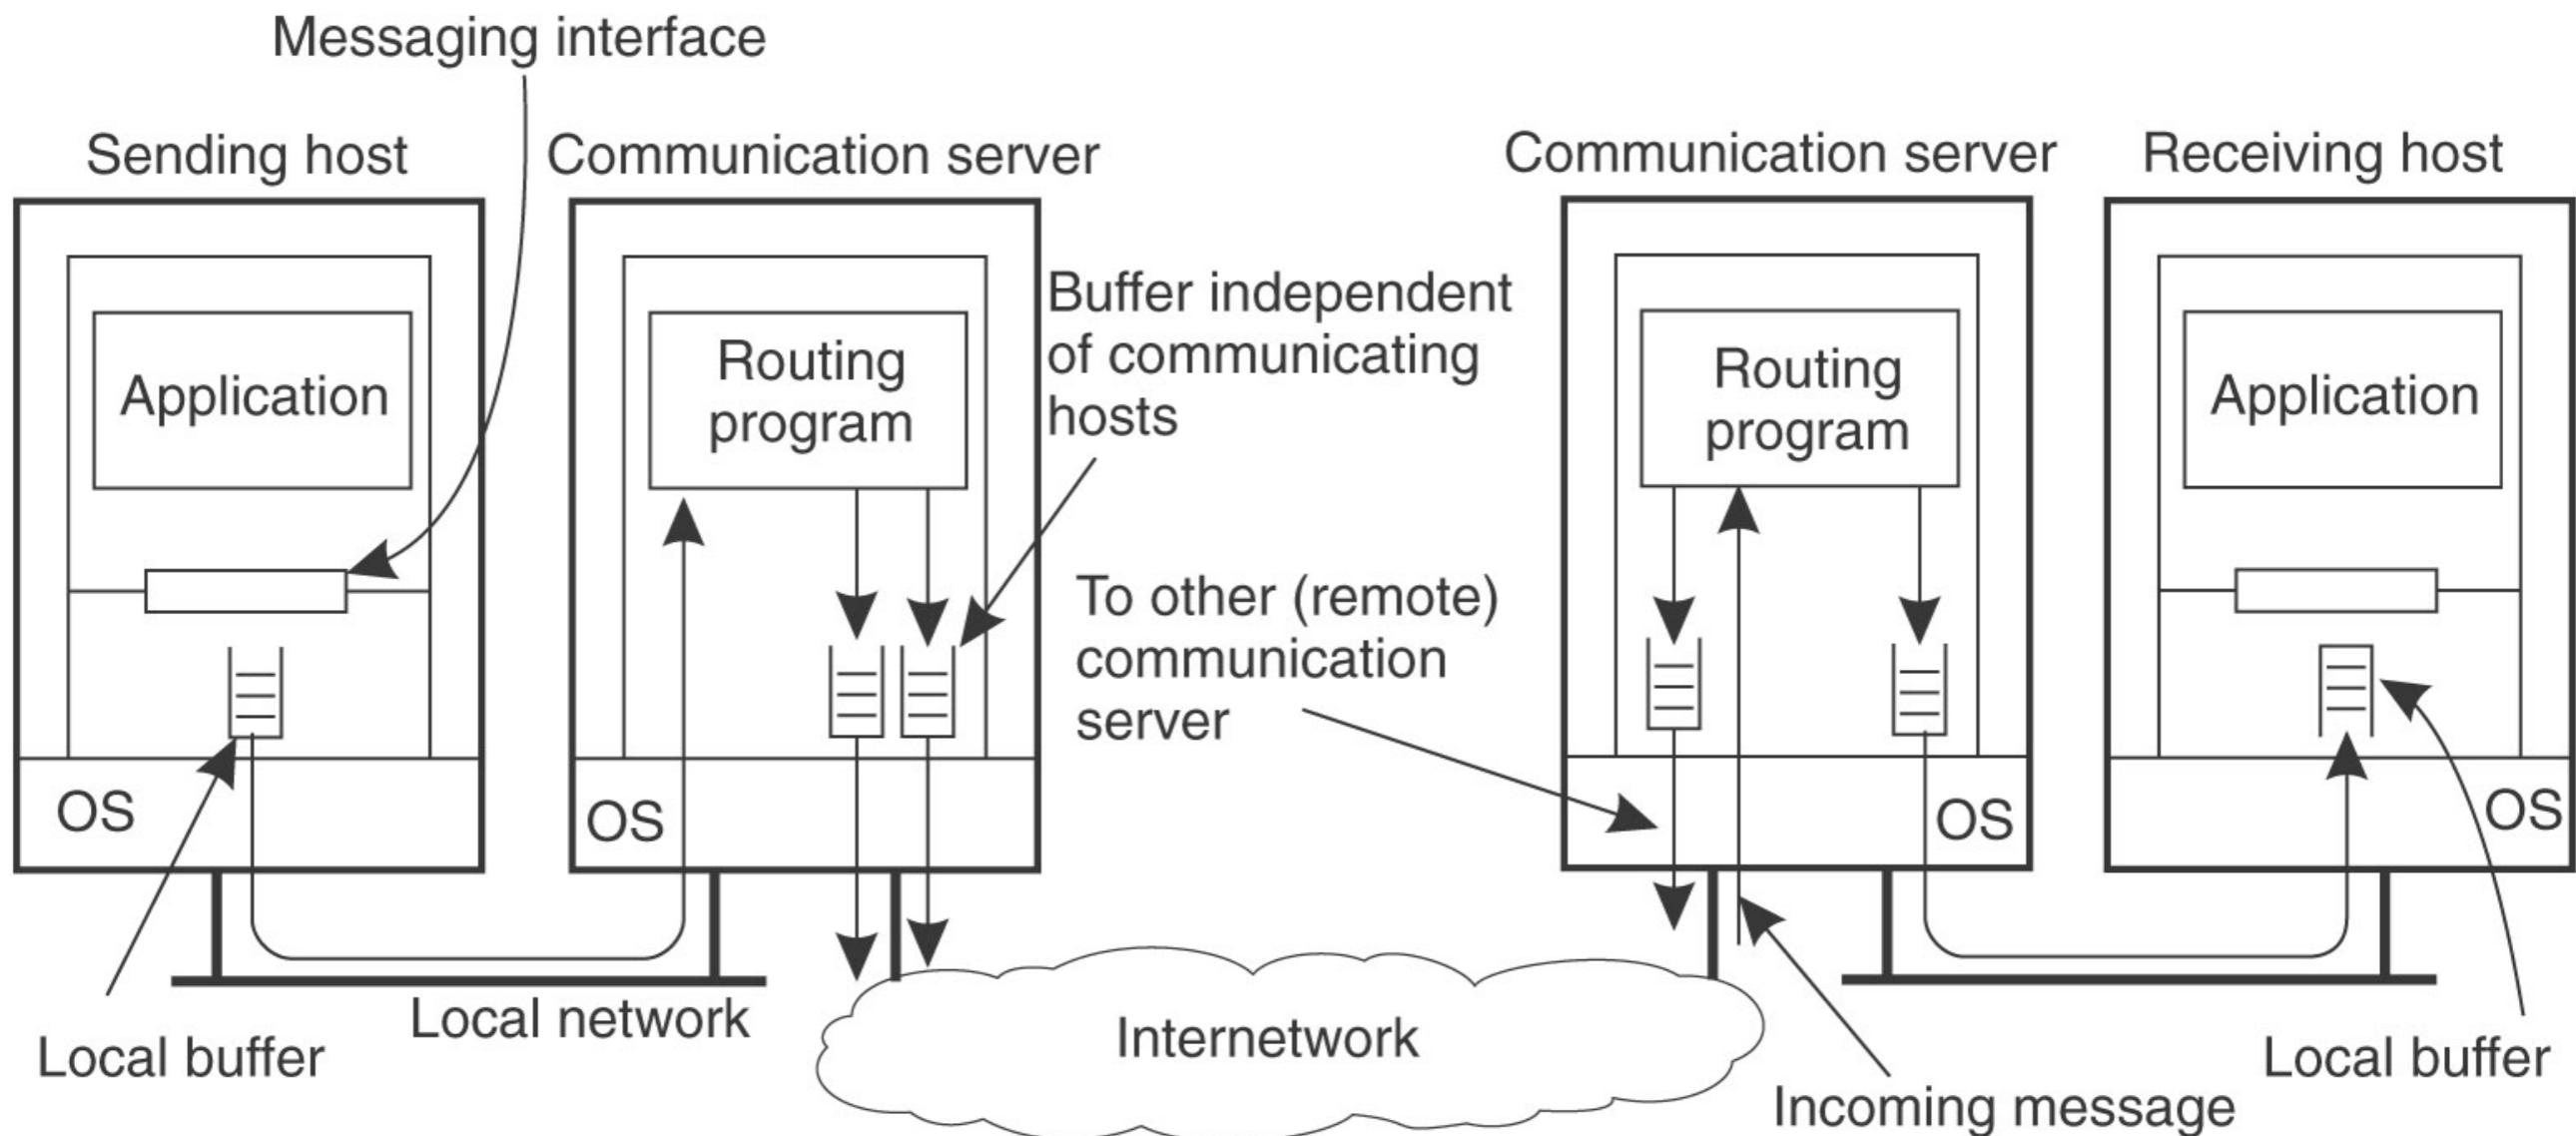 Messaging interface
Sending host
Communication server
Communication server
Receiving host
Application
Routing
program
Buffer independent
of communicating
hosts
Routing
program
Application
To other (remote)
communication
server
OS
OS
OS
OS
Local buffer
Local network
Internetwork
Incoming message
Local buffer